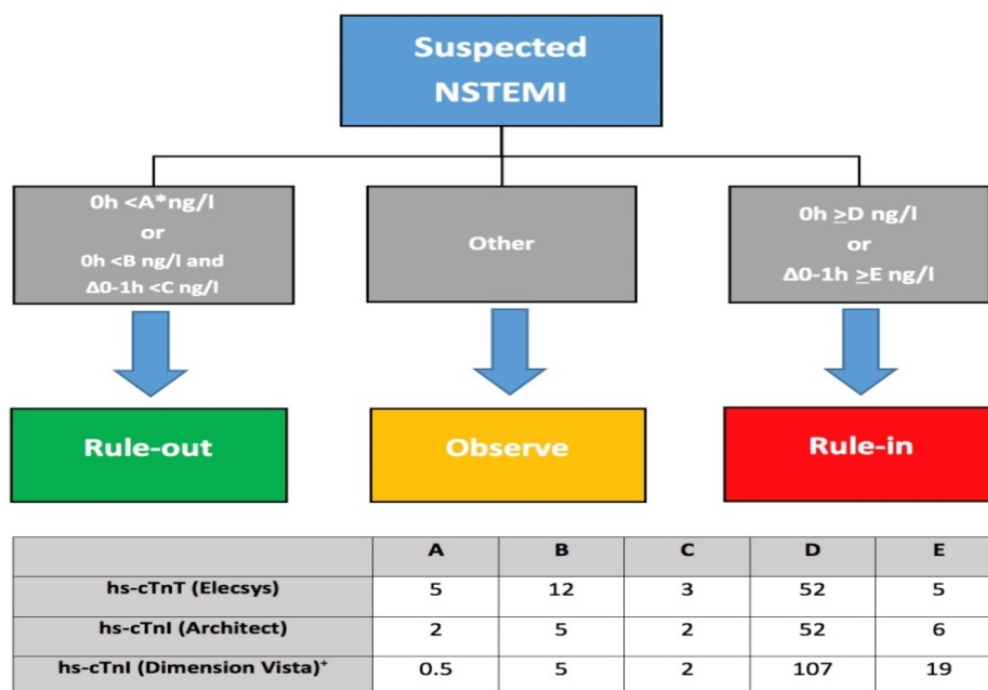 Suspected
NSTEMI
0h <A*ng/l
or
0h <B ng/l and
Δ0-1h <C ng/l
Other
0h ≥D ng/l
or
Δ0-1h ≥E ng/l
Rule-out
Observe
Rule-in
A B C D E
hs-cTnT (Elecsys) 5 12 3 52 5
hs-cTnI (Architect) 2 5 2 52 6
hs-cTnI (Dimension Vista)⁺ 0.5 5 2 107 19